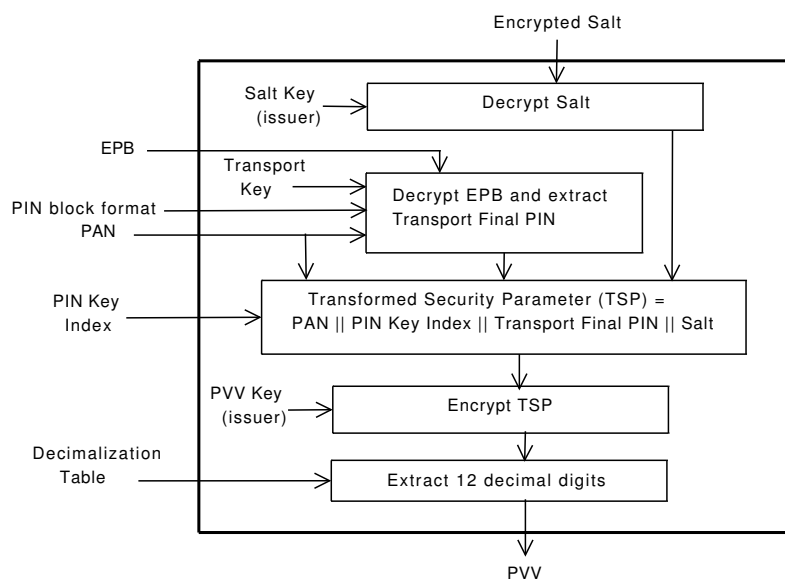 Encrypted Salt
Salt Key
(issuer)
Decrypt Salt
EPB
Transport
Key
Decrypt EPB and extract
Transport Final PIN
PIN block format
PAN
PIN Key
Index
Transformed Security Parameter (TSP) =
PAN || PIN Key Index || Transport Final PIN || Salt
PVV Key
(issuer)
Encrypt TSP
Decimalization
Table
Extract 12 decimal digits
PVV